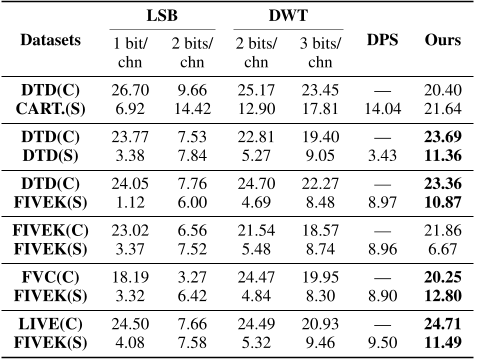 LSB DWT
Datasets 1 bit/ chn 2 bits/ chn 2 bits/ chn 3 bits/ chn DPS Ours
DTD(C) 26.70 9.66 25.17 23.45 — 20.40
CART.(S) 6.92 14.42 12.90 17.81 14.04 21.64
DTD(C) 23.77 7.53 22.81 19.40 — 23.69
DTD(S) 3.38 7.84 5.27 9.05 3.43 11.36
DTD(C) 24.05 7.76 24.70 22.27 — 23.36
FIVEK(S) 1.12 6.00 4.69 8.48 8.97 10.87
FIVEK(C) 23.02 6.56 21.54 18.57 — 21.86
FIVEK(S) 3.37 7.52 5.48 8.74 8.96 6.67
FVC(C) 18.19 3.27 24.47 19.95 — 20.25
FIVEK(S) 3.32 6.42 4.84 8.30 8.90 12.80
LIVE(C) 24.50 7.66 24.49 20.93 — 24.71
FIVEK(S) 4.08 7.58 5.32 9.46 9.50 11.49